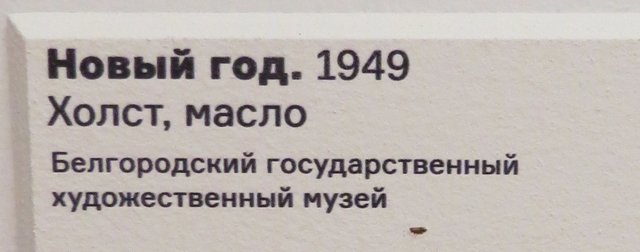 Новый год. 1949
Холст, масло
Белгородский государственный
художественный музей